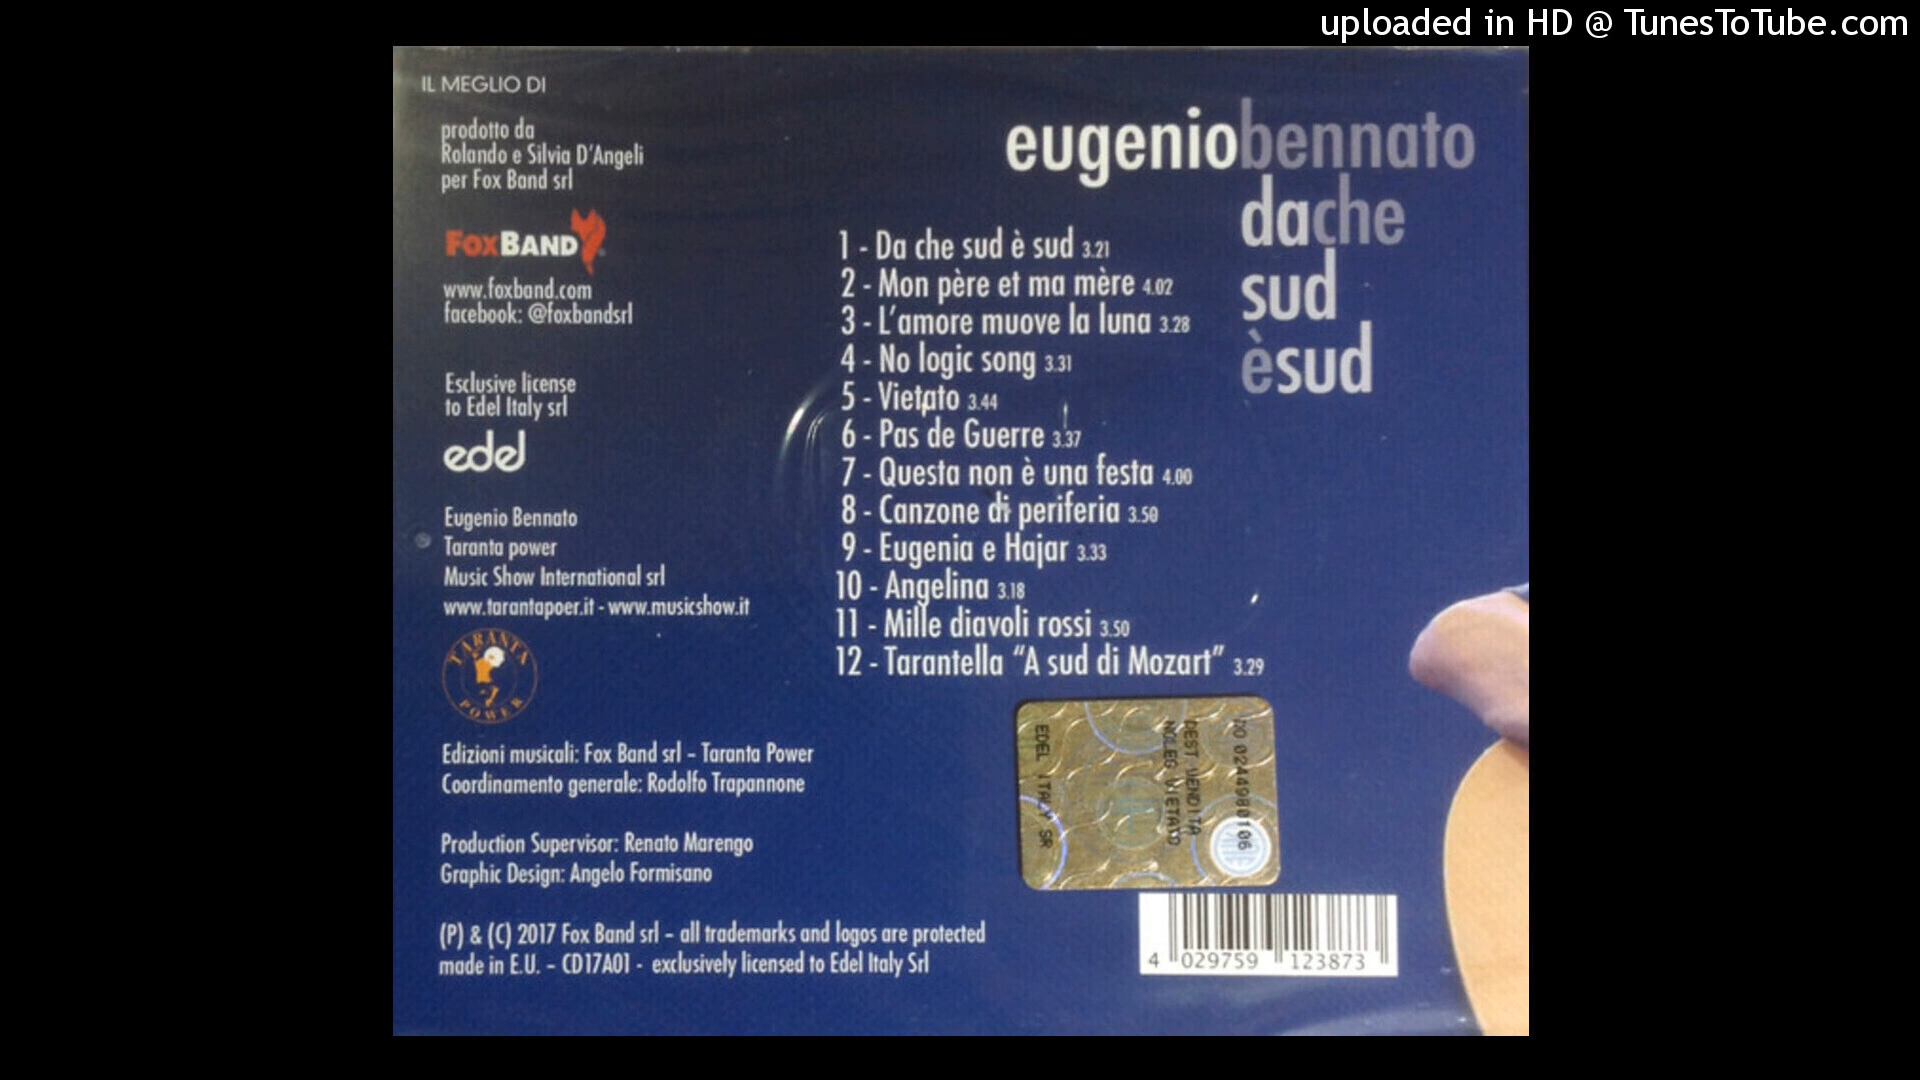 uploaded in HD @ TunesToTube.com
IL MEGLIO DI
prodotto da
Rolando e Silvia D'Angeli
per Fox Band srl
FOXBAND
www.foxband.com
facebook: @foxbandsrl
Esclusive license
to Edel Italy srl
edel
Eugenio Bennato
Taranta power
Music Show International srl
www.tarantapoer.it - www.musicshow.it
TARANTA
POWER
Edizioni musicali: Fox Band srl – Taranta Power
Coordinamento generale: Rodolfo Trapannone
Production Supervisor: Renato Marengo
Graphic Design: Angelo Formisano
(P) & (C) 2017 Fox Band srl – all trademarks and logos are protected
made in E.U. – CD17A01 - exclusively licensed to Edel Italy Srl
eugeniobennato
dache
sud
èsud
1 - Da che sud è sud 3.21
2 - Mon père et ma mère 4.02
3 - L'amore muove la luna 3.28
4 - No logic song 3.31
5 - Vietato 3.44
6 - Pas de Guerre 3.37
7 - Questa non è una festa 4.00
8 - Canzone di periferia 3.50
9 - Eugenia e Hajar 3.33
10 - Angelina 3.18
11 - Mille diavoli rossi 3.50
12 - Tarantella “A sud di Mozart” 3.29
DEST VENDITA
NOLEG VIETATO
EDEL ITALY SR
4 029759 123873